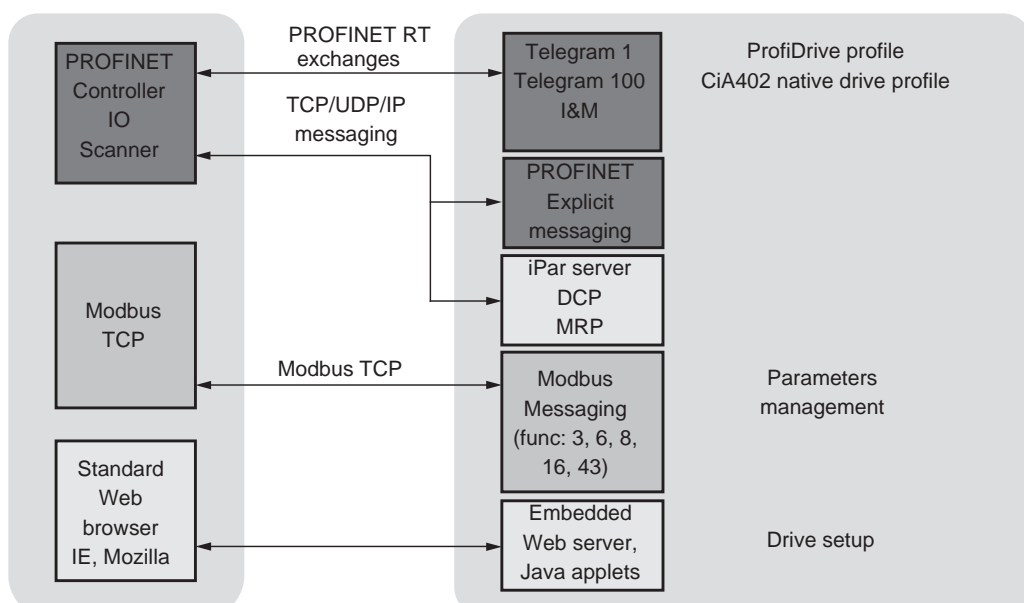 PROFINET
Controller
IO
Scanner
PROFINET RT
exchanges
TCP/UDP/IP
messaging
Telegram 1
Telegram 100
I&M
ProfiDrive profile
CiA402 native drive profile
PROFINET
Explicit
messaging
iPar server
DCP
MRP
Modbus
TCP
Modbus TCP
Modbus
Messaging
(func: 3, 6, 8,
16, 43)
Parameters
management
Standard
Web
browser
IE, Mozilla
Embedded
Web server,
Java applets
Drive setup